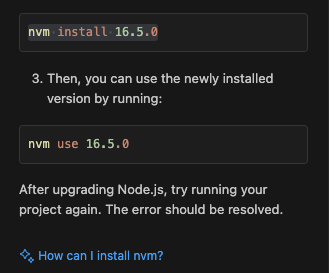 nvm install 16.5.0
3. Then, you can use the newly installed
version by running:
nvm use 16.5.0
After upgrading Node.js, try running your
project again. The error should be resolved.
How can I install nvm?